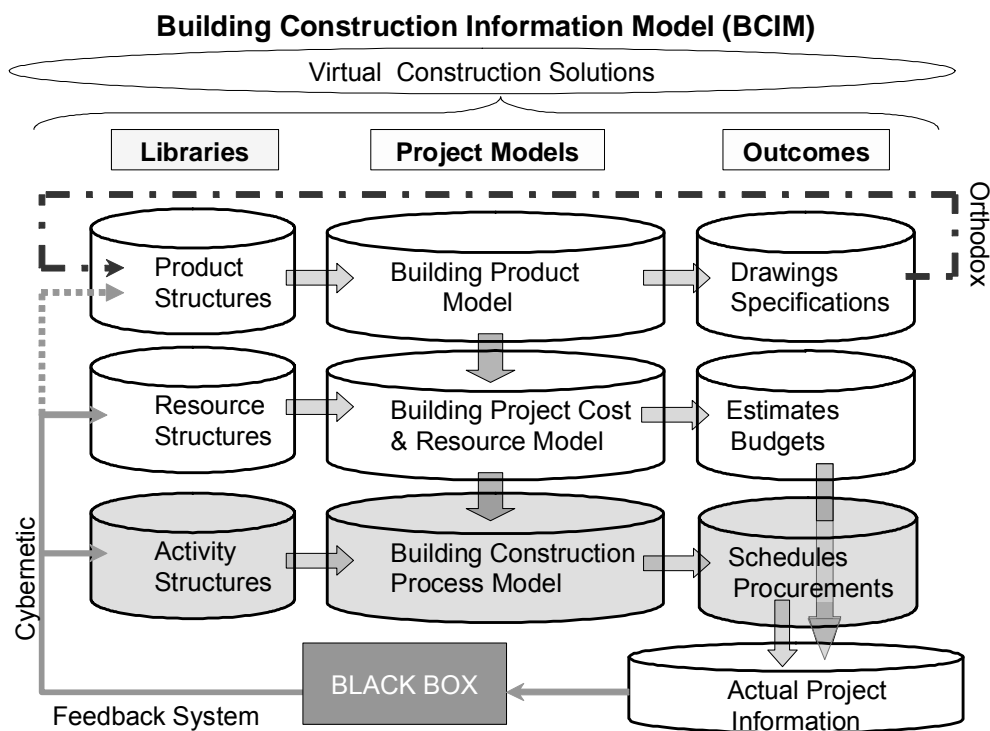 Building Construction Information Model (BCIM)
Virtual Construction Solutions
Libraries
Project Models
Outcomes
Orthodox
Product
Structures
Building Product
Model
Drawings
Specifications
Resource
Structures
Building Project Cost
& Resource Model
Estimates
Budgets
Cybernetic
Activity
Structures
Building Construction
Process Model
Schedules
Procurements
BLACK BOX
Actual Project
Information
Feedback System